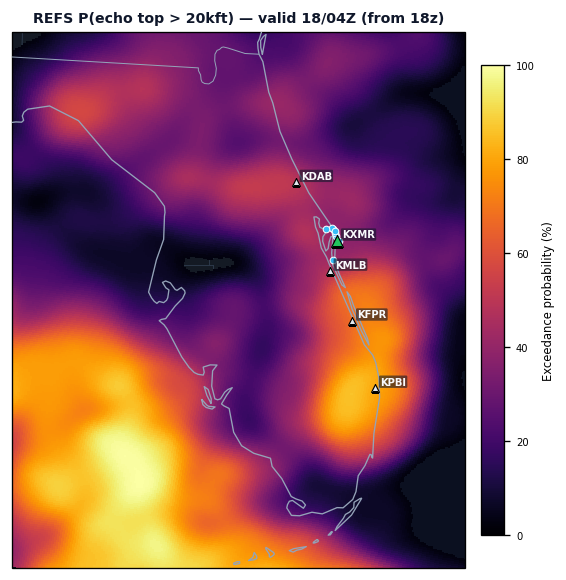 REFS P(echo top > 20kft) — valid 18/04Z (from 18z)
KDAB
KXMR
KMLB
KFPR
KPBI
100
80
60
40
20
0
Exceedance probability (%)